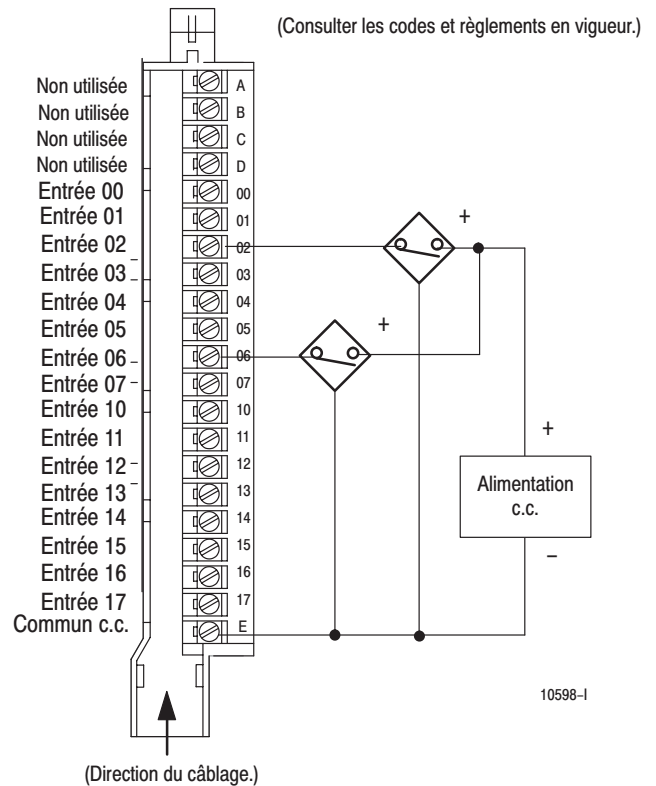 (Consulter les codes et règlements en vigueur.)
Non utilisée A
Non utilisée B
Non utilisée C
Non utilisée D
Entrée 00 00
Entrée 01 01
Entrée 02 02
Entrée 03 03
Entrée 04 04
Entrée 05 05
Entrée 06 06
Entrée 07 07
Entrée 10 10
Entrée 11 11
Entrée 12 12
Entrée 13 13
Entrée 14 14
Entrée 15 15
Entrée 16 16
Entrée 17 17
Commun c.c. E
+
+
+
Alimentation
c.c.
–
10598–I
(Direction du câblage.)